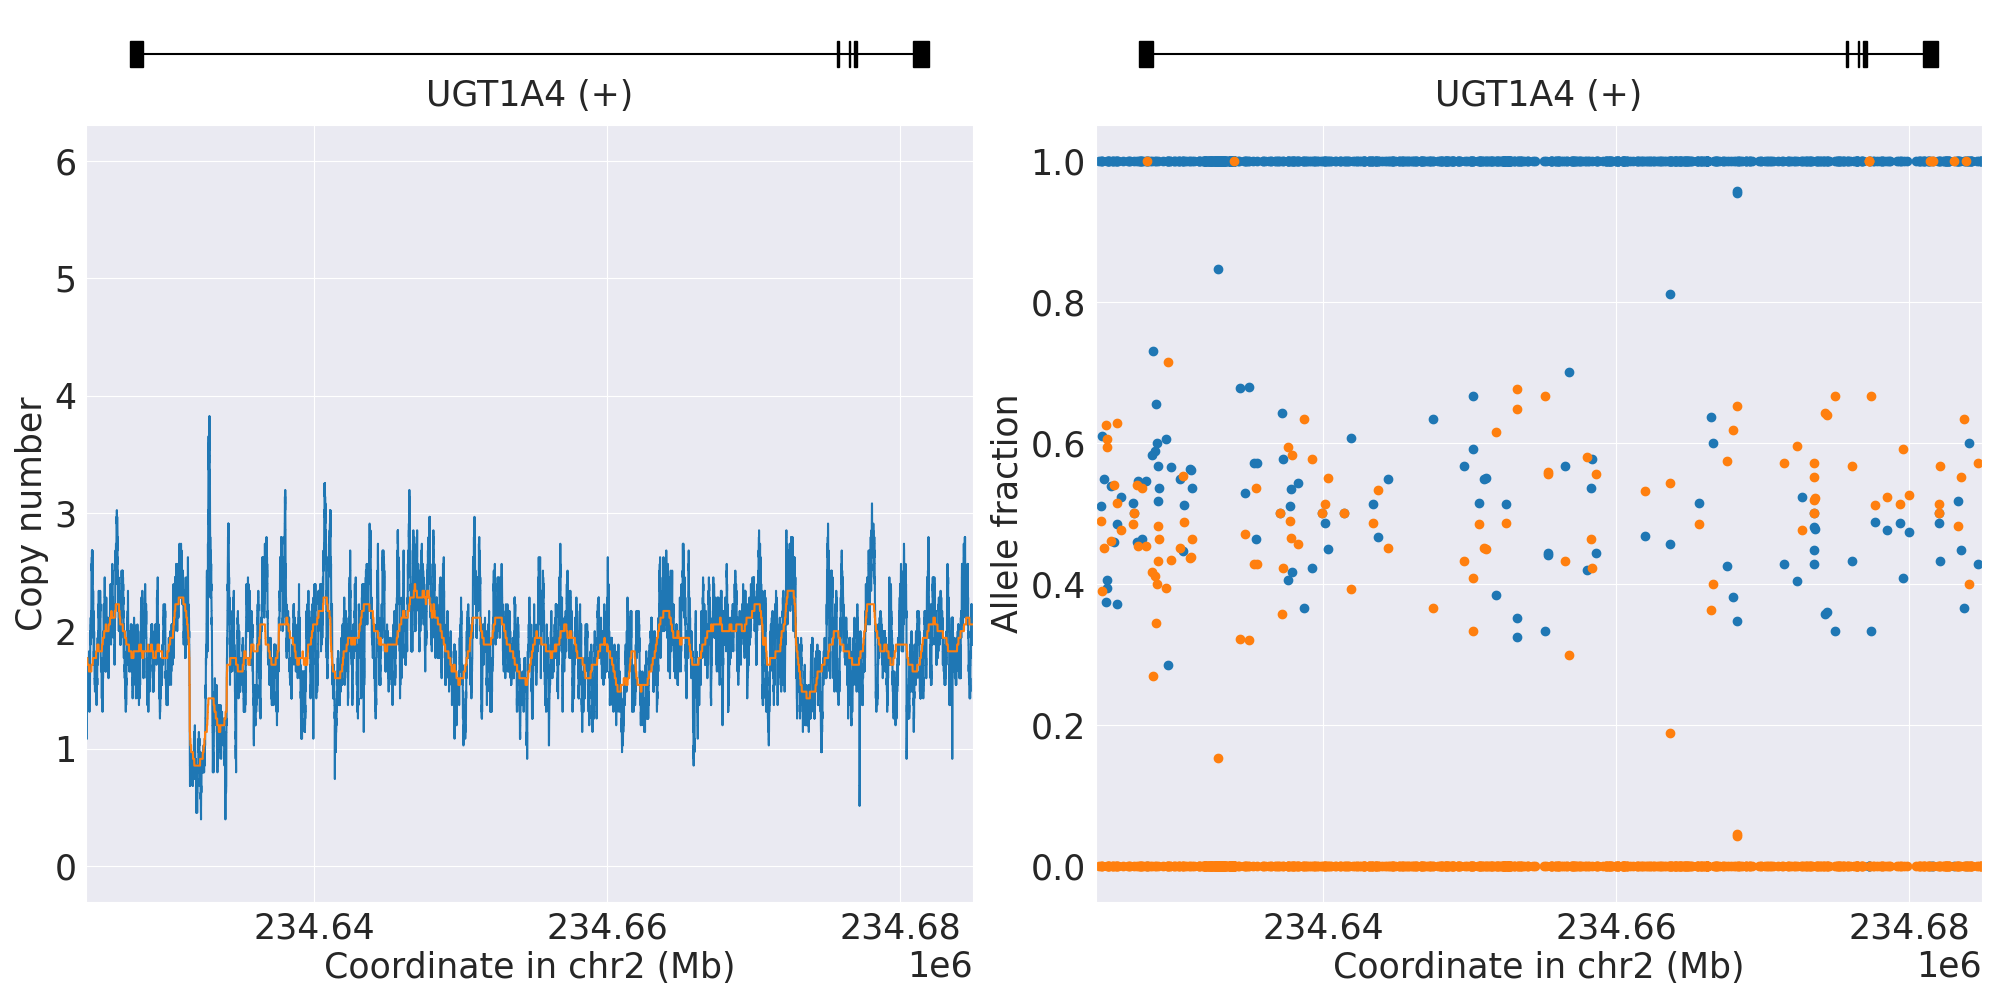 UGT1A4 (+)
6
5
4
3
2
1
0
Copy number
234.64 234.66 234.68
1e6
Coordinate in chr2 (Mb)
UGT1A4 (+)
1.0
0.8
0.6
0.4
0.2
0.0
Allele fraction
234.64 234.66 234.68
1e6
Coordinate in chr2 (Mb)